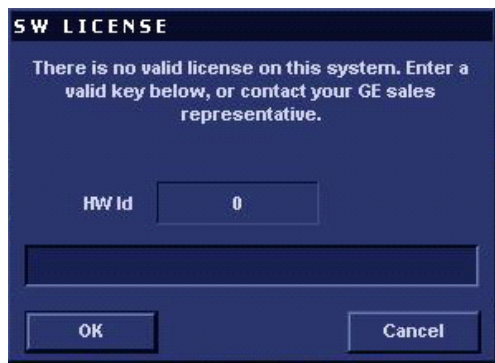 SW LICENSE
There is no valid license on this system. Enter a
valid key below, or contact your GE sales
representative.
HW Id 0
OK Cancel